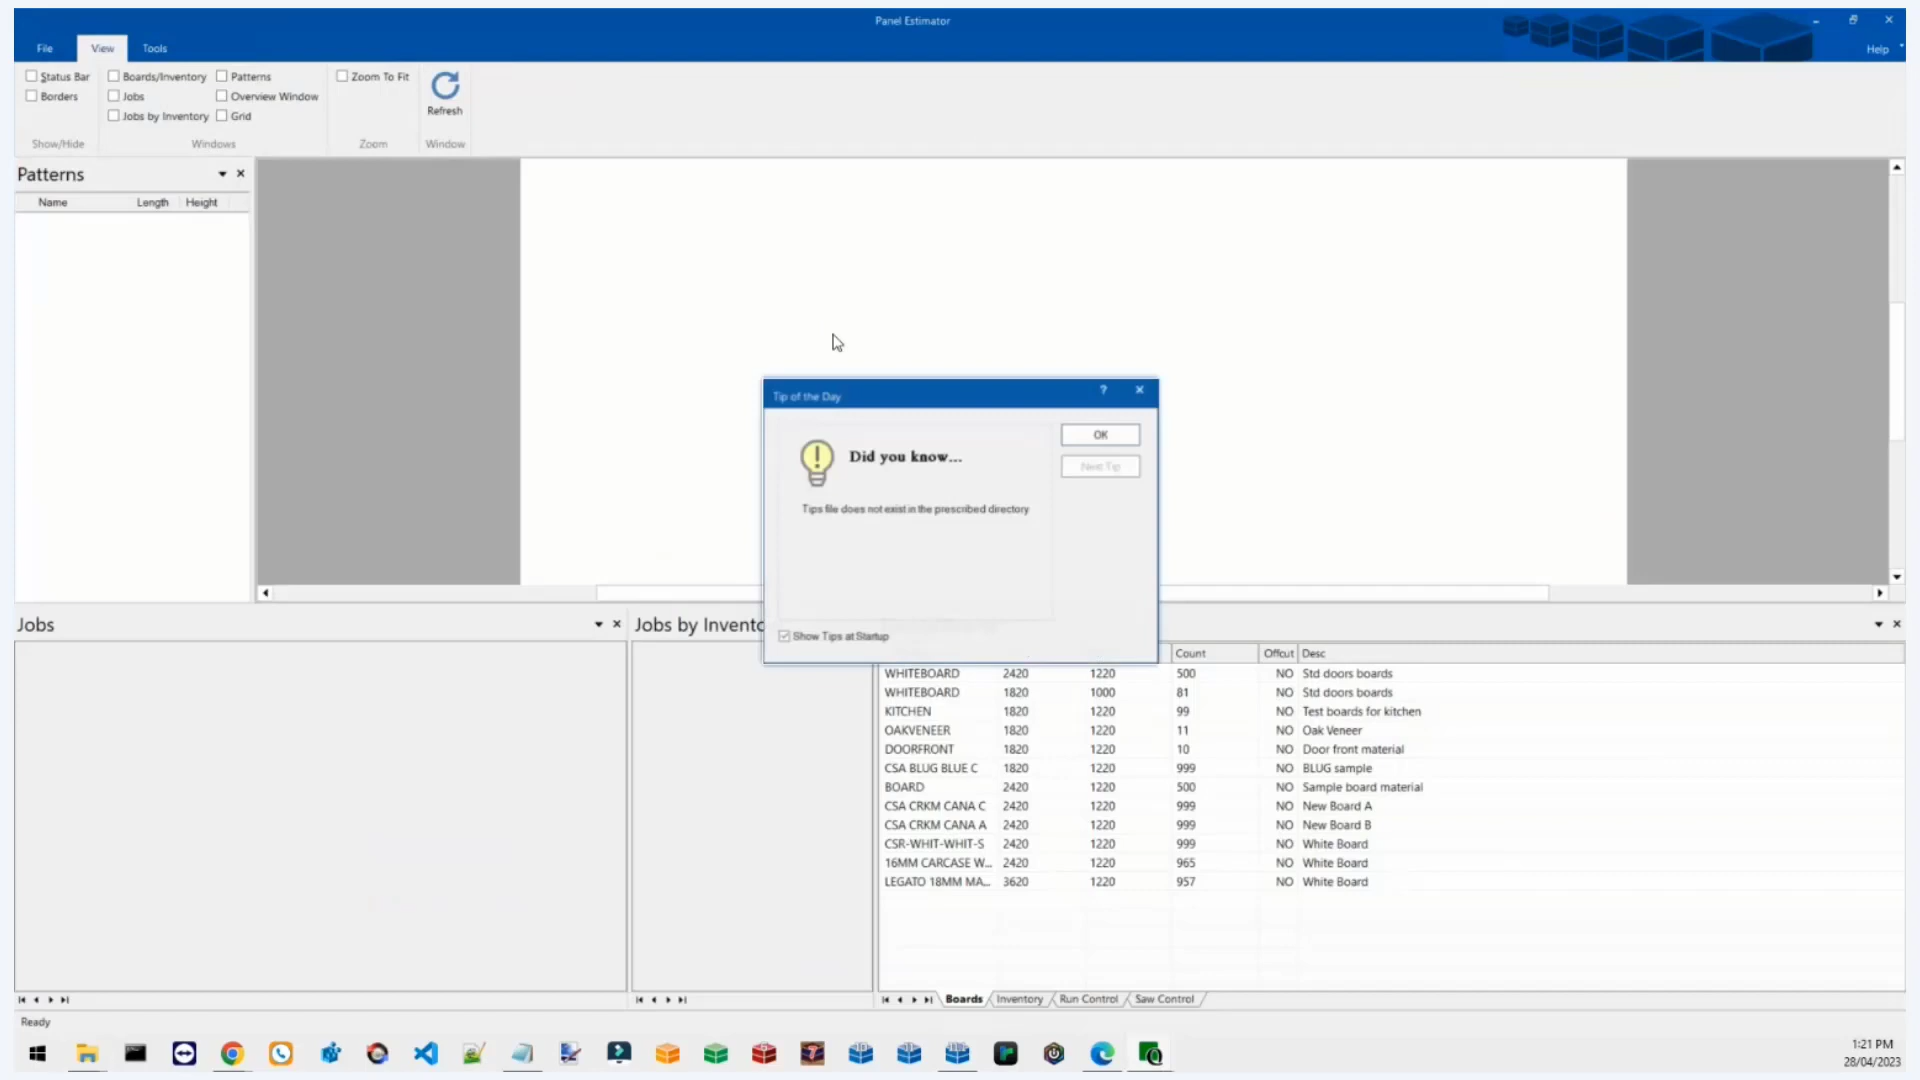 Panel Estimator
File View Tools Help
Status Bar Boards/Inventory Patterns Zoom To Fit
Borders Jobs Overview Window Refresh
Jobs by Inventory Grid
Show/Hide Windows Zoom Window
Patterns
Name Length Height
Tip of the Day ?
OK
Did you know...
Next Tip
Tips file does not exist in the prescribed directory
Show Tips at Startup
Jobs Jobs by Invento
Count Offcut Desc
WHITEBOARD 2420 1220 500 NO Std doors boards
WHITEBOARD 1820 1000 81 NO Std doors boards
KITCHEN 1820 1220 99 NO Test boards for kitchen
OAKVENEER 1820 1220 11 NO Oak Veneer
DOORFRONT 1820 1220 10 NO Door front material
CSA BLUG BLUE C 1820 1220 999 NO BLUG sample
BOARD 2420 1220 500 NO Sample board material
CSA CRKM CANA C 2420 1220 999 NO New Board A
CSA CRKM CANA A 2420 1220 999 NO New Board B
CSR-WHIT-WHIT-S 2420 1220 999 NO White Board
16MM CARCASE W... 2420 1220 965 NO White Board
LEGATO 18MM MA... 3620 1220 957 NO White Board
Boards Inventory Run Control Saw Control
Ready
1:21 PM
28/04/2023